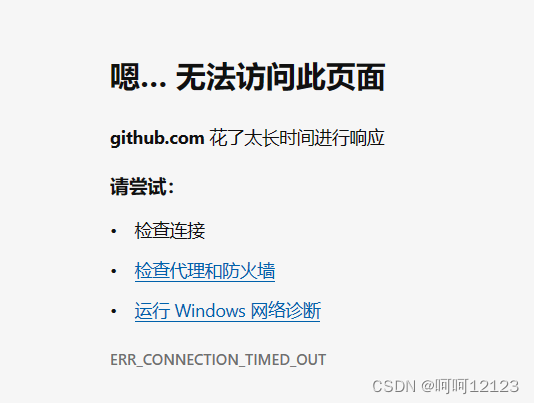 嗯… 无法访问此页面
github.com 花了太长时间进行响应
请尝试：
• 检查连接
• 检查代理和防火墙
• 运行 Windows 网络诊断
ERR_CONNECTION_TIMED_OUT
CSDN @呵呵12123